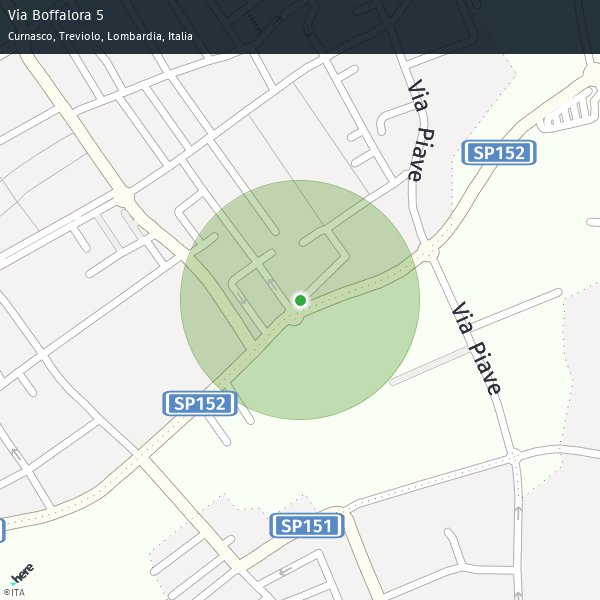 Via Boffalora 5
Curnasco, Treviolo, Lombardia, Italia
Via Piave
SP152
Via Piave
SP152
SP151
here
©ITA